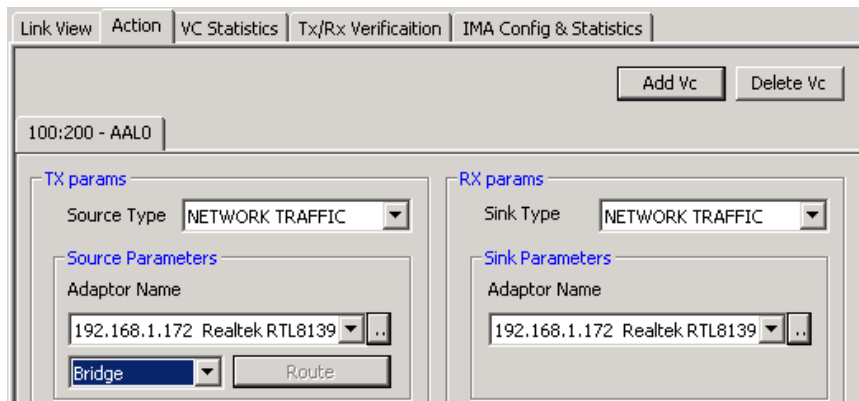 Link View Action VC Statistics Tx/Rx Verificaition IMA Config & Statistics
Add Vc Delete Vc
100:200 - AAL0
TX params RX params
Source Type NETWORK TRAFFIC Sink Type NETWORK TRAFFIC
Source Parameters Sink Parameters
Adaptor Name Adaptor Name
192.168.1.172 Realtek RTL8139 .. 192.168.1.172 Realtek RTL8139 ..
Bridge Route